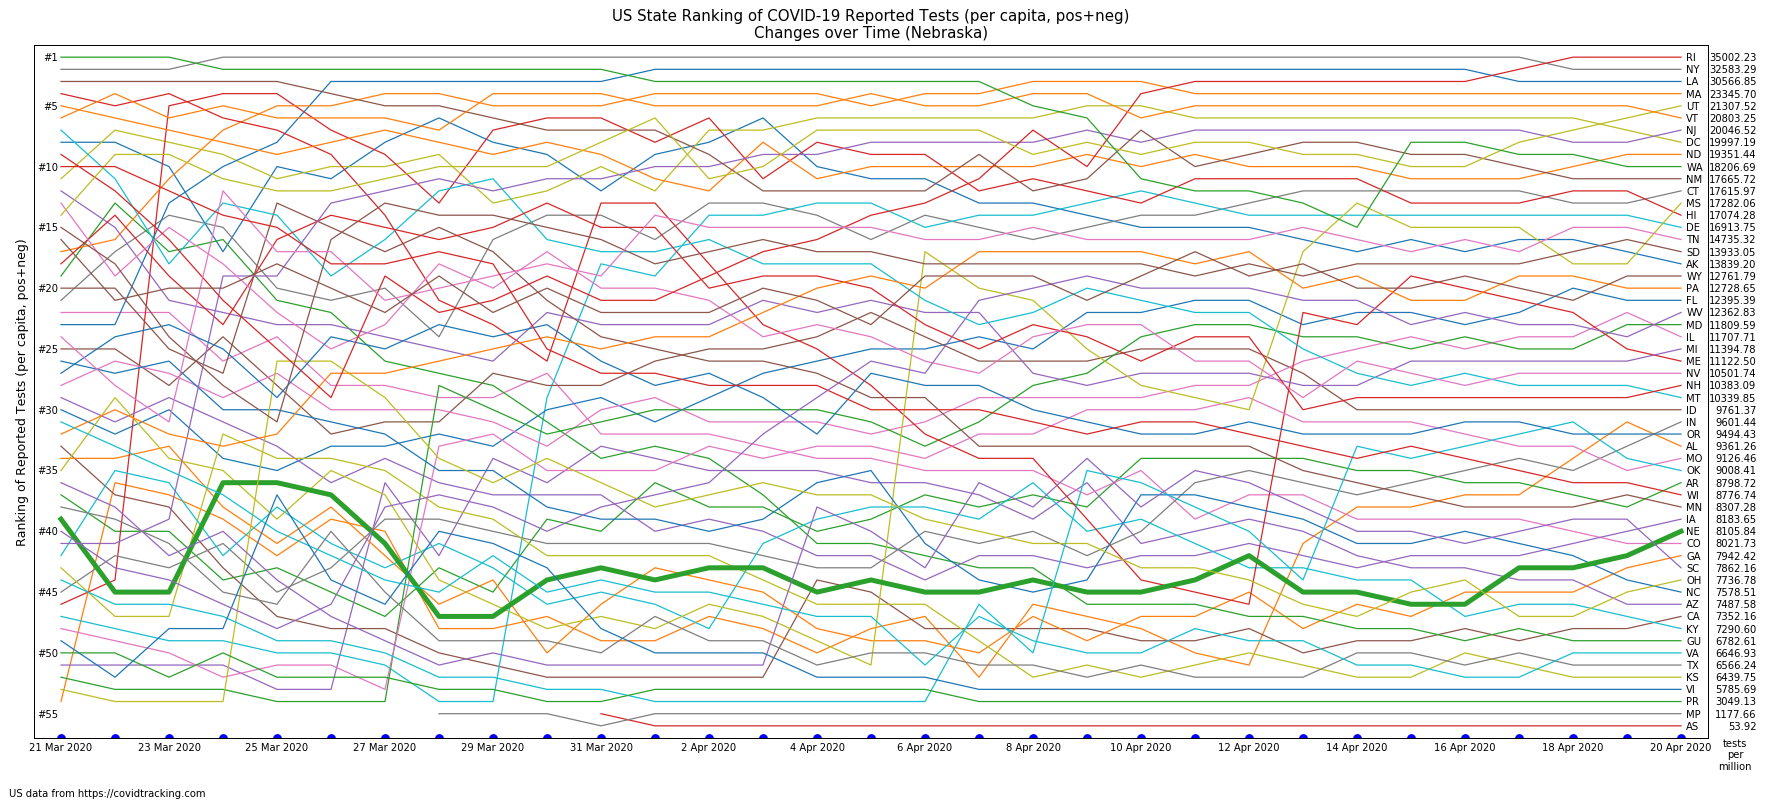 US State Ranking of COVID-19 Reported Tests (per capita, pos+neg)
Changes over Time (Nebraska)
Ranking of Reported Tests (per capita, pos+neg)
#1
#5
#10
#15
#20
#25
#30
#35
#40
#45
#50
#55
RI 35002.23
NY 32583.29
LA 30566.85
MA 23345.70
UT 21307.52
VT 20803.25
NJ 20046.52
DC 19997.19
ND 19351.44
WA 18206.69
NM 17665.72
CT 17615.97
MS 17282.06
HI 17074.28
DE 16913.75
TN 14735.32
SD 13933.05
AK 13839.20
WY 12761.79
PA 12728.65
FL 12395.39
WV 12362.83
MD 11809.59
IL 11707.71
MI 11394.78
ME 11122.50
NV 10501.74
NH 10383.09
MT 10339.85
ID 9761.37
IN 9601.44
OR 9494.43
AL 9361.26
MO 9126.46
OK 9008.41
AR 8798.72
WI 8776.74
MN 8307.28
IA 8183.65
NE 8105.84
CO 8021.73
GA 7942.42
SC 7862.16
OH 7736.78
NC 7578.51
AZ 7487.58
CA 7352.16
KY 7290.60
GU 6782.61
VA 6646.93
TX 6566.24
KS 6439.75
VI 5785.69
PR 3049.13
MP 1177.66
AS 53.92
21 Mar 2020 23 Mar 2020 25 Mar 2020 27 Mar 2020 29 Mar 2020 31 Mar 2020 2 Apr 2020 4 Apr 2020 6 Apr 2020 8 Apr 2020 10 Apr 2020 12 Apr 2020 14 Apr 2020 16 Apr 2020 18 Apr 2020 20 Apr 2020
tests
per
million
US data from https://covidtracking.com